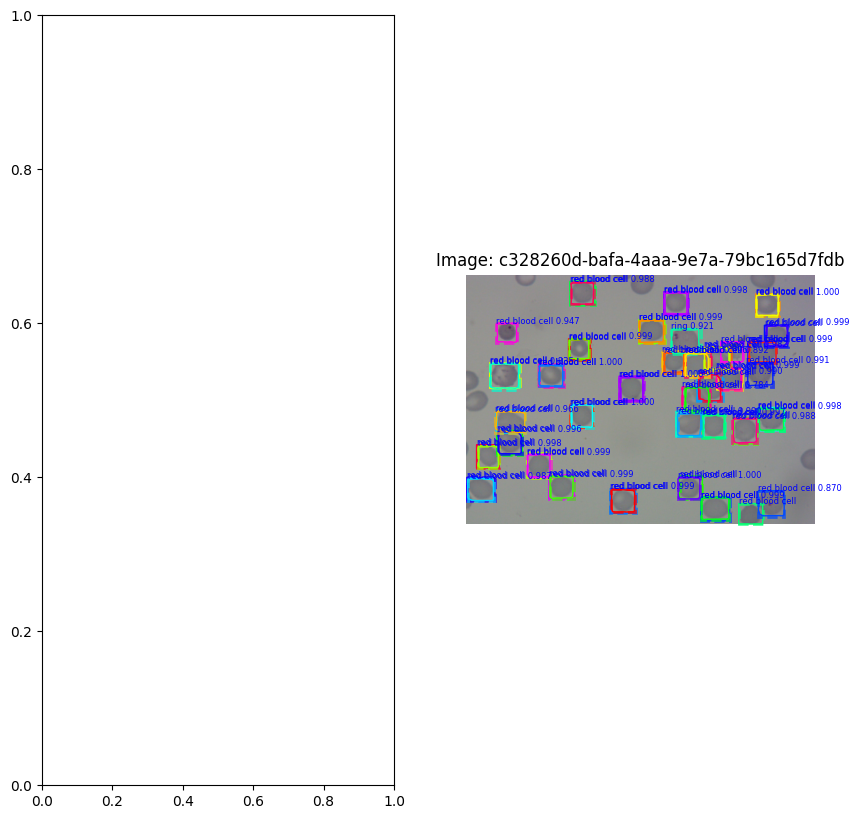 1.0
0.8
0.6
0.4
0.2
0.0
0.0 0.2 0.4 0.6 0.8 1.0
Image: c328260d-bafa-4aaa-9e7a-79bc165d7fdb
red blood cell 0.988
red blood cell 0.998
red blood cell 1.000
red blood cell 0.947
red blood cell 0.999
red blood cell 0.999
ring 0.921
red blood cell 0.999
red blood cell 1.000
red blood cell 0.991
red blood cell 1.000
red blood cell 0.966
red blood cell 0.998
red blood cell 0.996
red blood cell 0.988
red blood cell 0.998
red blood cell 0.999
red blood cell 0.999
red blood cell 1.000
red blood cell 0.999
red blood cell 0.870
red blood cell 0.999
red blood cell